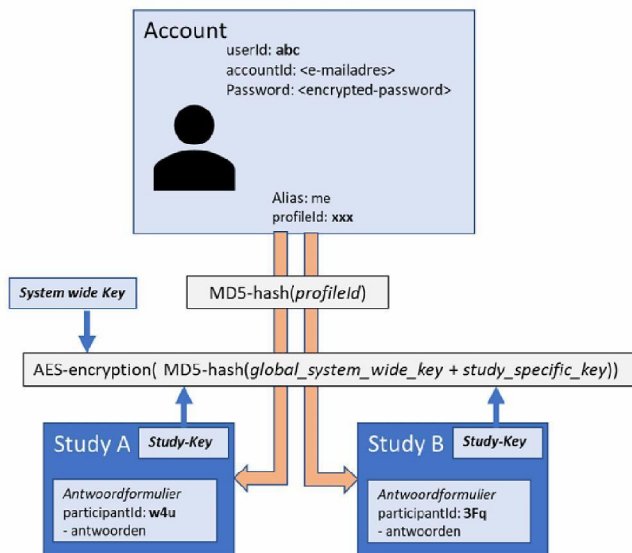 Account
userId: abc
accountId: <e-mailadres>
Password: <encrypted-password>
Alias: me
profileId: xxx
System wide Key
MD5-hash(profileId)
AES-encryption( MD5-hash(global_system_wide_key + study_specific_key))
Study A
Study-Key
Antwoordformulier
participantId: w4u
- antwoorden
Study B
Study-Key
Antwoordformulier
participantId: 3Fq
- antwoorden